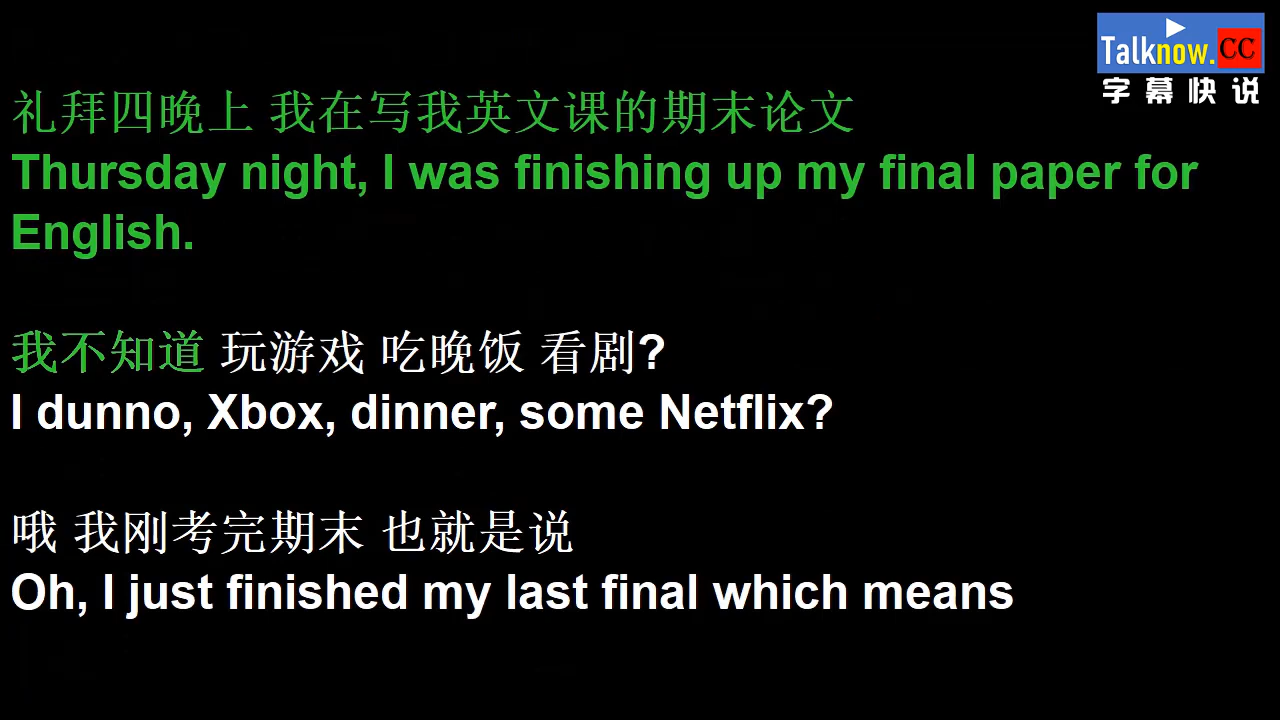 Talknow.CC
字幕快说
礼拜四晚上 我在写我英文课的期末论文
Thursday night, I was finishing up my final paper for
English.
我不知道 玩游戏 吃晚饭 看剧?
I dunno, Xbox, dinner, some Netflix?
哦 我刚考完期末 也就是说
Oh, I just finished my last final which means